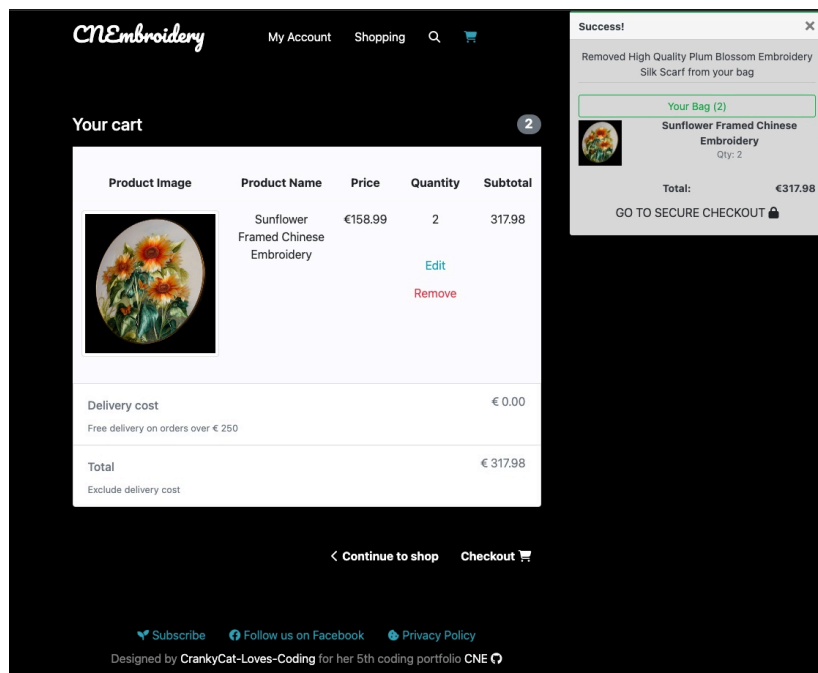 CNEmbroidery
My Account Shopping
Success! ×
Removed High Quality Plum Blossom Embroidery
Silk Scarf from your bag
Your Bag (2)
Sunflower Framed Chinese
Embroidery
Qty: 2
Total: €317.98
GO TO SECURE CHECKOUT
Your cart 2
Product Image Product Name Price Quantity Subtotal
Sunflower €158.99 2 317.98
Framed Chinese
Embroidery
Edit
Remove
Delivery cost € 0.00
Free delivery on orders over € 250
Total € 317.98
Exclude delivery cost
Continue to shop Checkout
Subscribe Follow us on Facebook Privacy Policy
Designed by CrankyCat-Loves-Coding for her 5th coding portfolio CNE